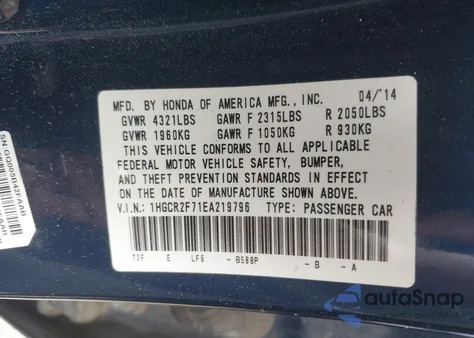 MFD. BY HONDA OF AMERICA MFG., INC. 04/'14
GVWR 4321LBS GAWR F 2315LBS R 2050LBS
GVWR 1960KG GAWR F 1050KG R 930KG
THIS VEHICLE CONFORMS TO ALL APPLICABLE
FEDERAL MOTOR VEHICLE SAFETY, BUMPER,
AND THEFT PREVENTION STANDARDS IN EFFECT
ON THE DATE OF MANUFACTURE SHOWN ABOVE.
V.I.N.: 1HGCR2F71EA219796 TYPE: PASSENGER CAR
E LF6 -B588P -B -A
autoSnap